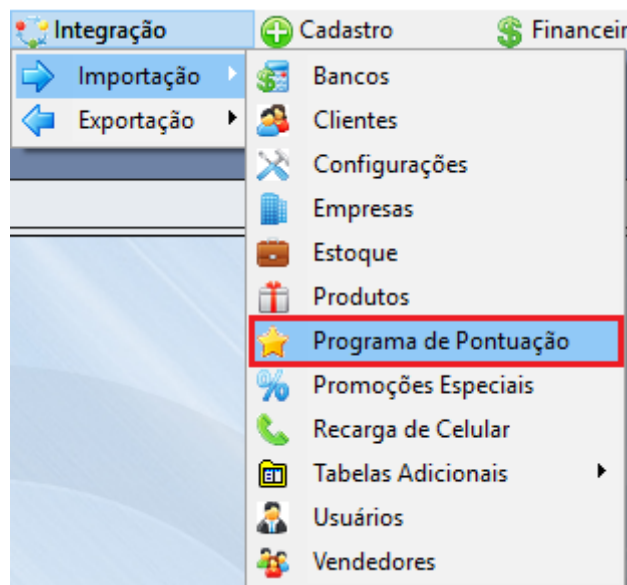 Integração
Cadastro
Financeir
Importação
Exportação
Bancos
Clientes
Configurações
Empresas
Estoque
Produtos
Programa de Pontuação
Promoções Especiais
Recarga de Celular
Tabelas Adicionais
Usuários
Vendedores